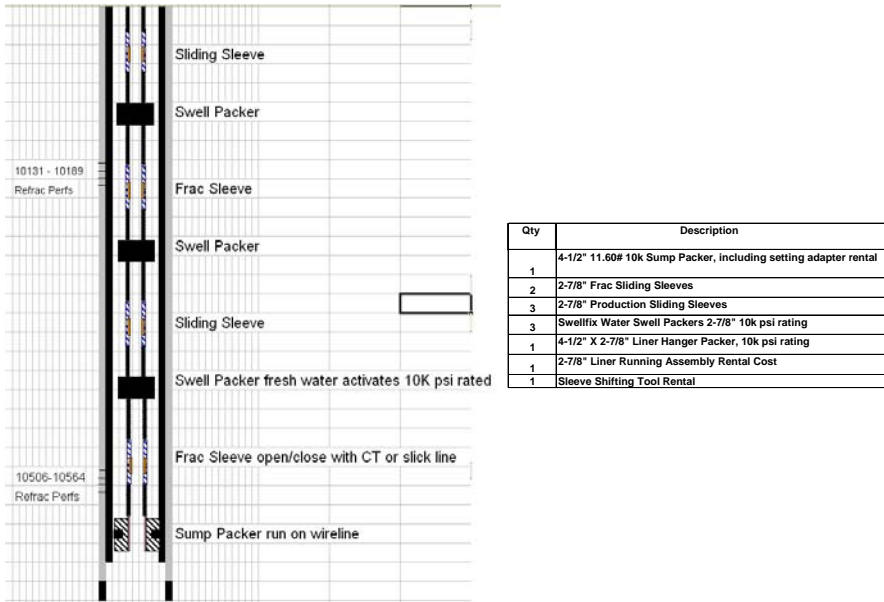 Sliding Sleeve
Swell Packer
10131 - 10189
Refrac Perfs
Frac Sleeve
Swell Packer
Sliding Sleeve
Swell Packer fresh water activates 10K psi rated
Frac Sleeve open/close with CT or slick line
10506-10564
Refrac Perfs
Sump Packer run on wireline
Qty Description
1 4-1/2" 11.60# 10k Sump Packer, including setting adapter rental
2 2-7/8" Frac Sliding Sleeves
3 2-7/8" Production Sliding Sleeves
3 Swellfix Water Swell Packers 2-7/8" 10k psi rating
1 4-1/2" X 2-7/8" Liner Hanger Packer, 10k psi rating
1 2-7/8" Liner Running Assembly Rental Cost
1 Sleeve Shifting Tool Rental